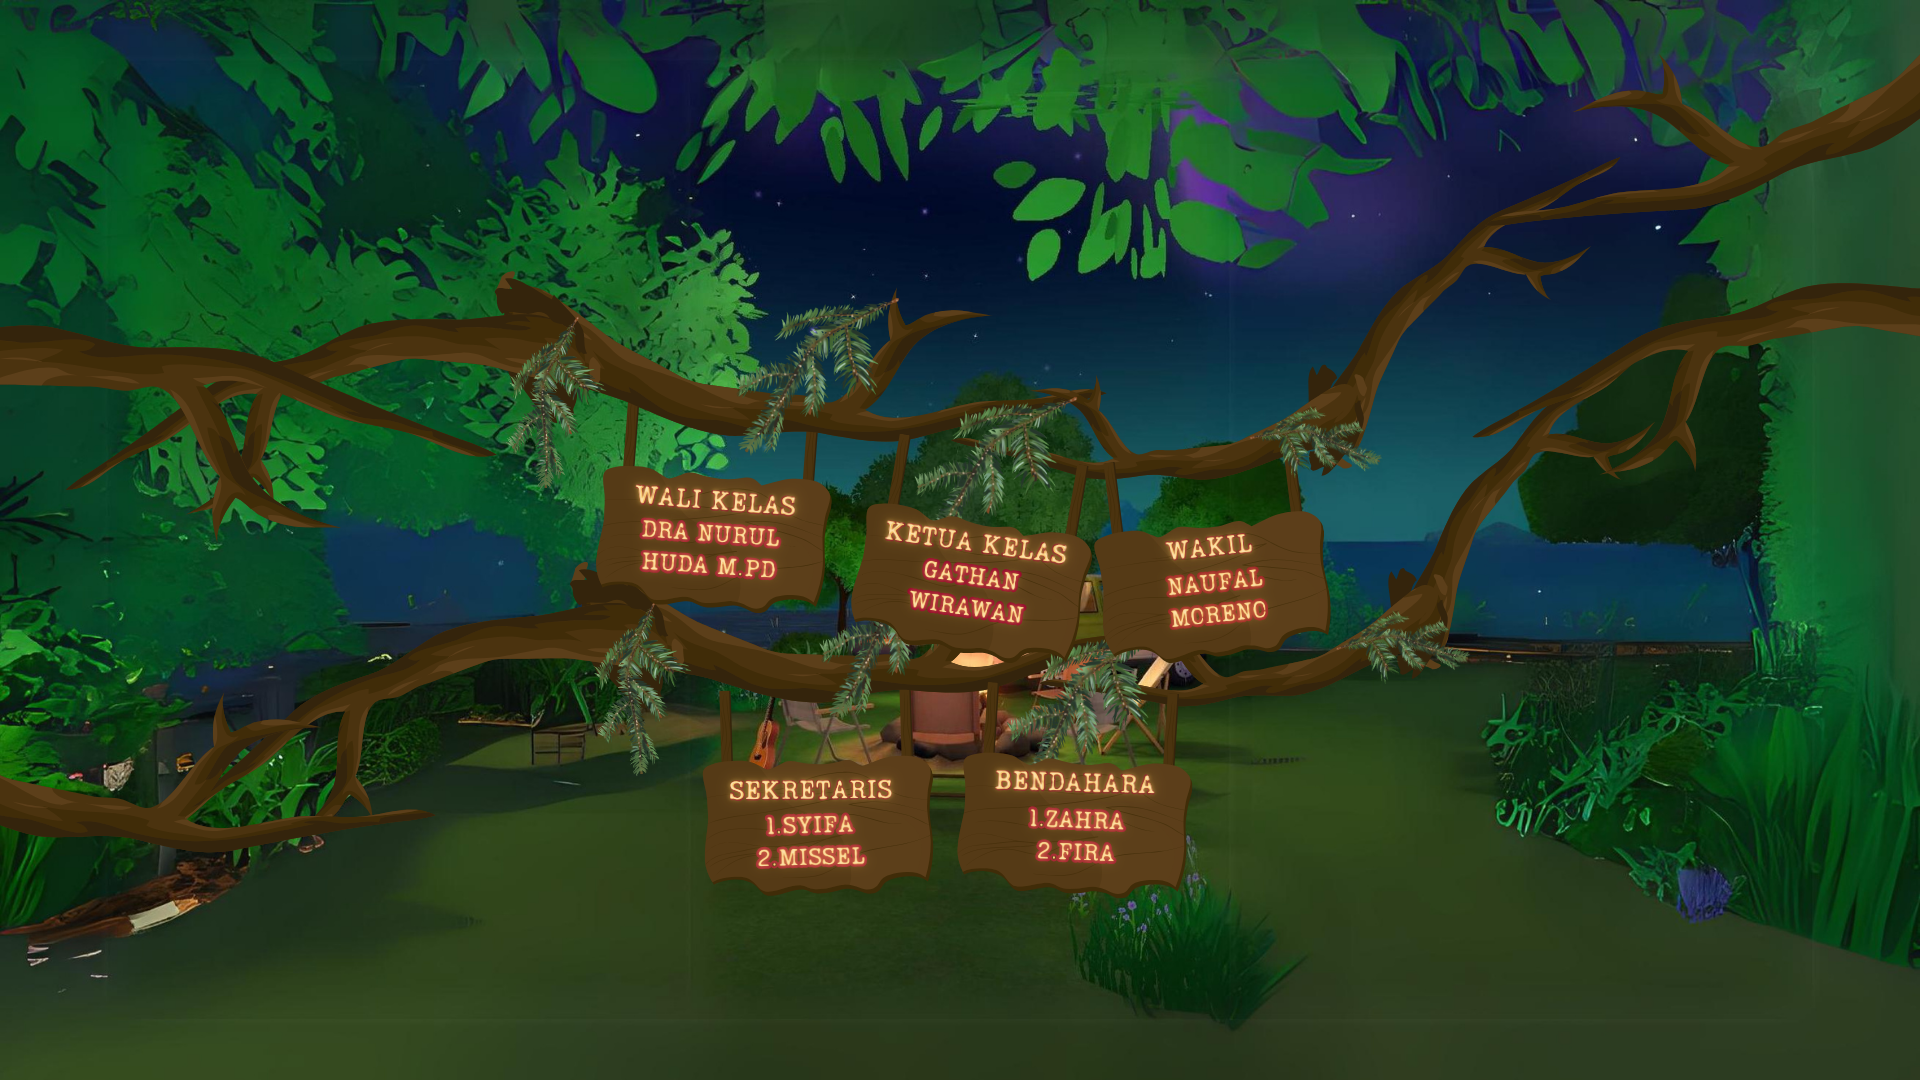 WALI KELAS
DRA NURUL
HUDA M.PD
KETUA KELAS
GATHAN
WIRAWAN
WAKIL
NAUFAL
MORENO
SEKRETARIS
1.SYIFA
2.MISSEL
BENDAHARA
1.ZAHRA
2.FIRA